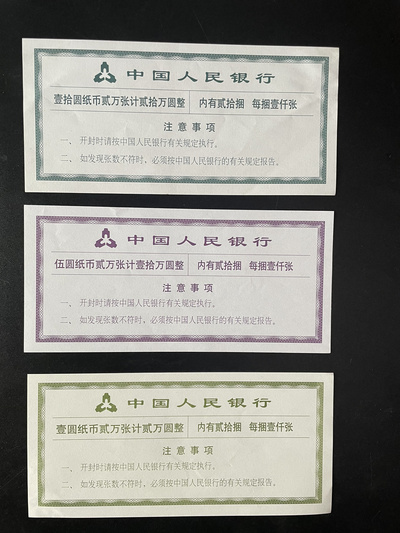 中国人民银行
壹拾圆纸币贰万张计贰拾万圆整 内有贰拾捆 每捆壹仟张
注意事项
一、开封时请按中国人民银行有关规定执行。
二、如发现张数不符时，必须按中国人民银行的有关规定报告。
中国人民银行
伍圆纸币贰万张计壹拾万圆整 内有贰拾捆 每捆壹仟张
注意事项
一、开封时请按中国人民银行有关规定执行。
二、如发现张数不符时，必须按中国人民银行的有关规定报告。
中国人民银行
壹圆纸币贰万张计贰万圆整 内有贰拾捆 每捆壹仟张
注意事项
一、开封时请按中国人民银行有关规定执行。
二、如发现张数不符时，必须按中国人民银行的有关规定报告。